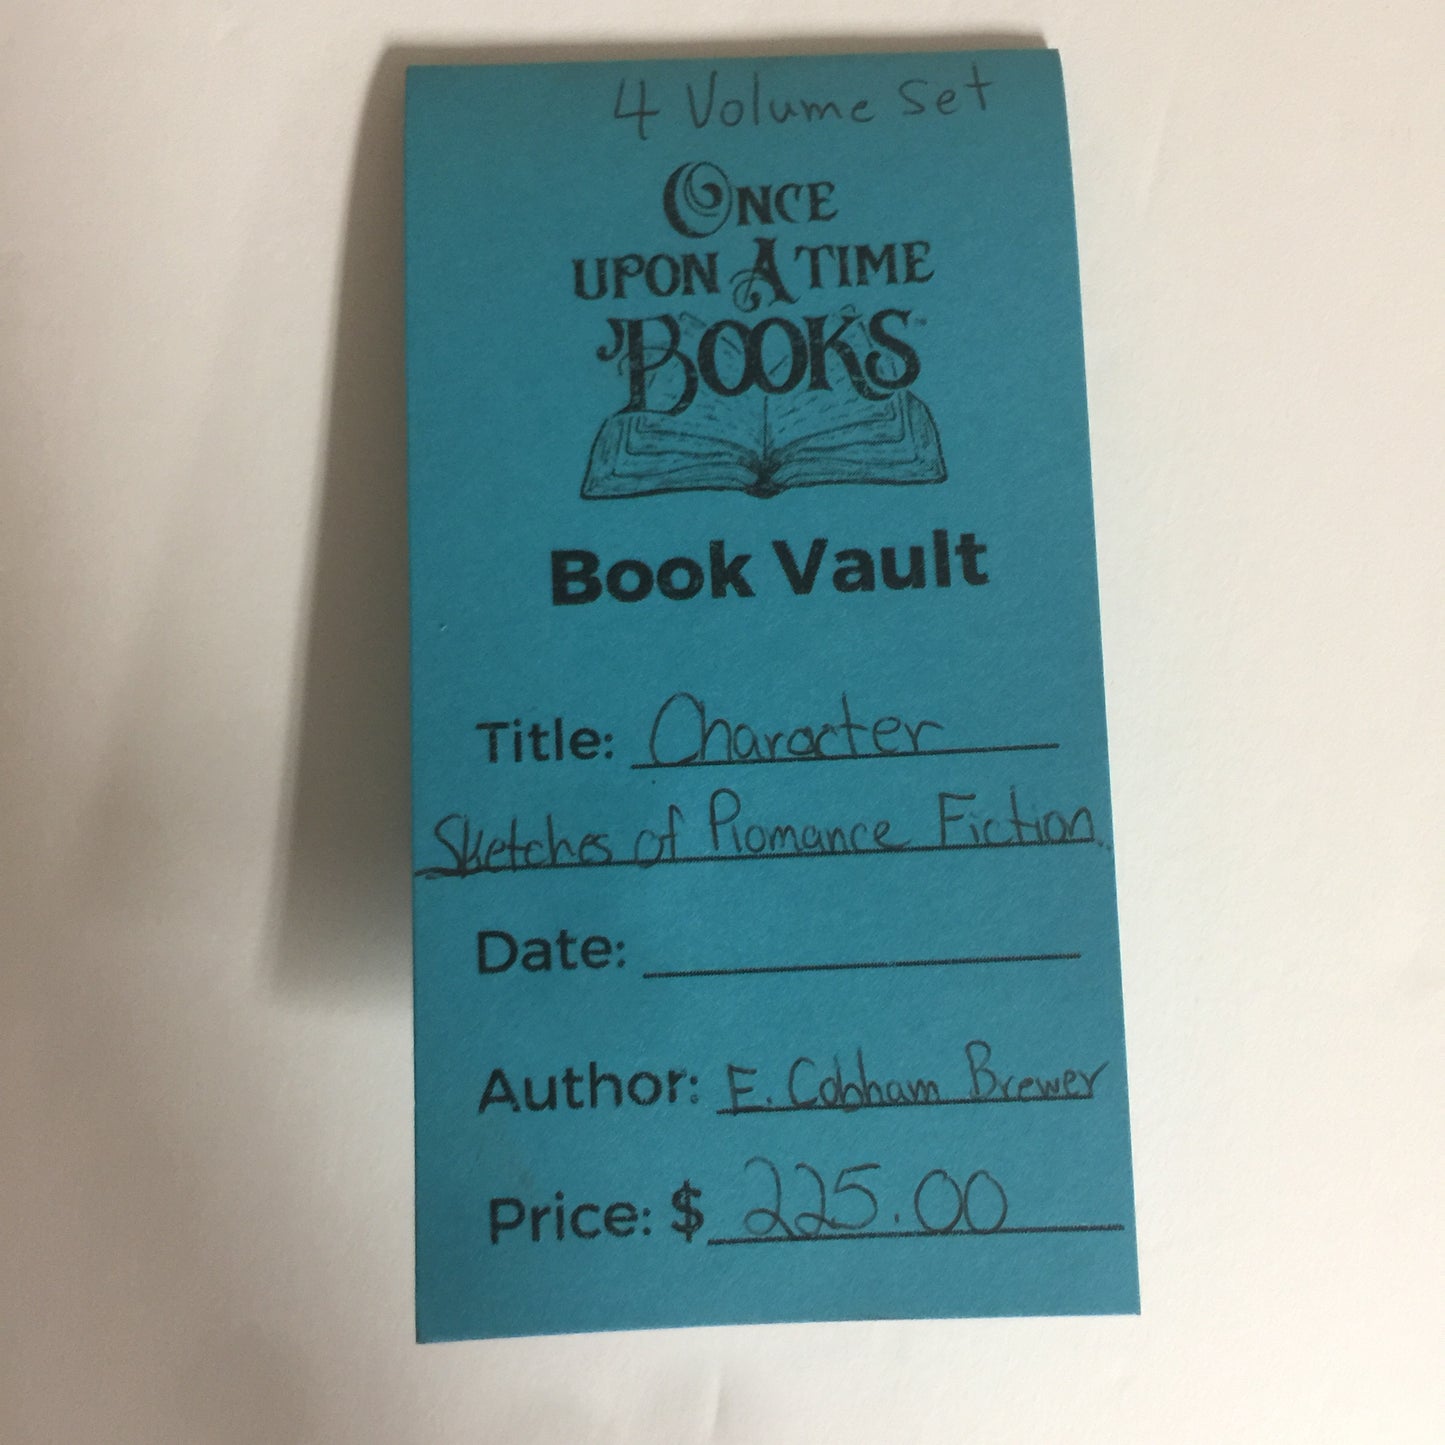 4 Volume Set
ONCE
UPON A TIME
BOOKS™
Book Vault
Title: Character
Sketches of Romance Fiction
Date:
Author: E. Cobham Brewer
Price: $ 225.00